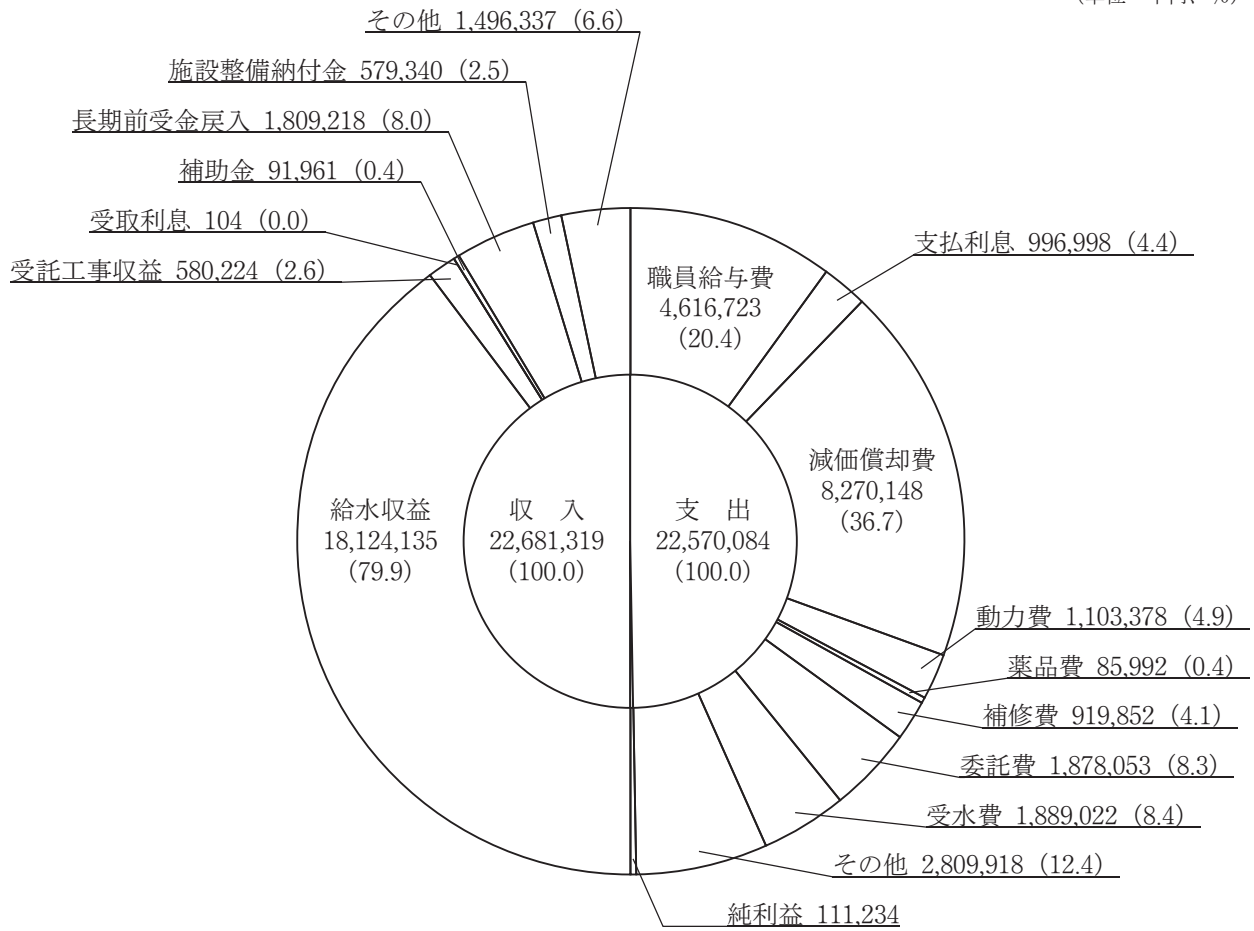 その他 1,496,337 (6.6)
施設整備納付金 579,340 (2.5)
長期前受金戻入 1,809,218 (8.0)
補助金 91,961 (0.4)
受取利息 104 (0.0)
受託工事収益 580,224 (2.6)
給水収益
18,124,135
(79.9)
収 入
22,681,319
(100.0)
支 出
22,570,084
(100.0)
職員給与費
4,616,723
(20.4)
支払利息 996,998 (4.4)
減価償却費
8,270,148
(36.7)
動力費 1,103,378 (4.9)
薬品費 85,992 (0.4)
補修費 919,852 (4.1)
委託費 1,878,053 (8.3)
受水費 1,889,022 (8.4)
その他 2,809,918 (12.4)
純利益 111,234